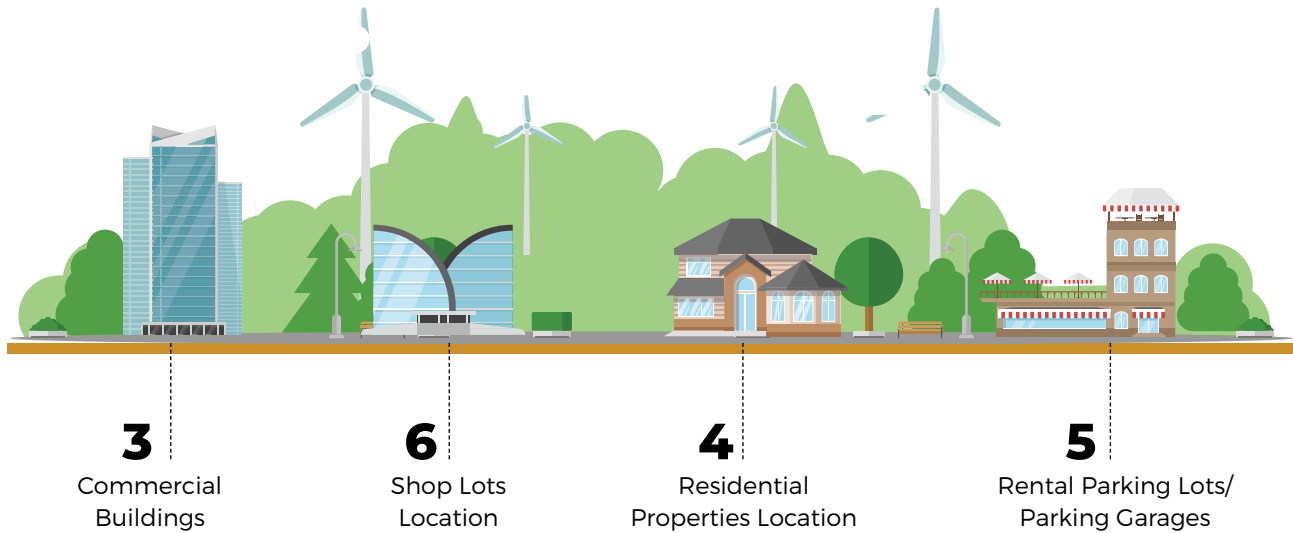 3
Commercial
Buildings
6
Shop Lots
Location
4
Residential
Properties Location
5
Rental Parking Lots/
Parking Garages